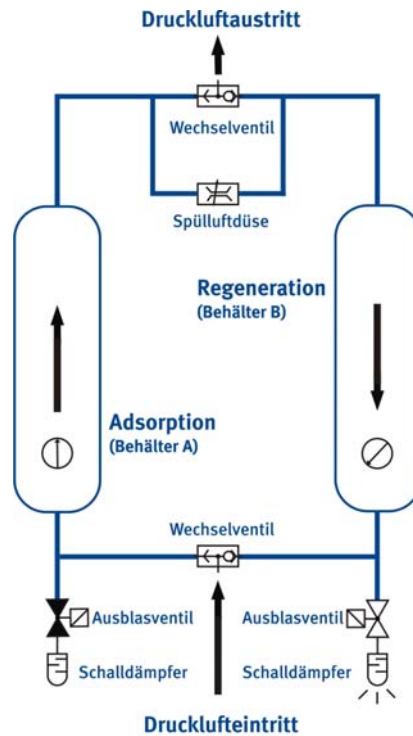 Druckluftaustritt
Wechselventil
Spülluftdüse
Regeneration
(Behälter B)
Adsorption
(Behälter A)
Wechselventil
Ausblasventil
Ausblasventil
Schalldämpfer
Schalldämpfer
Drucklufteintritt